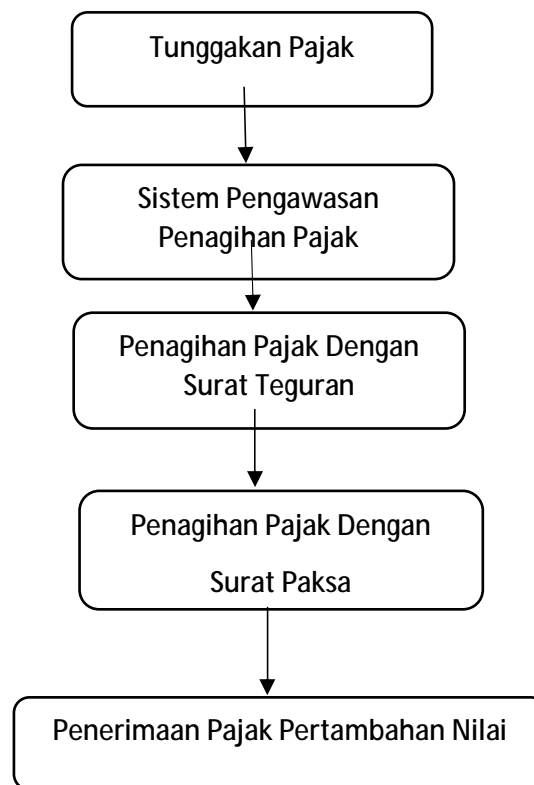 Tunggakan Pajak
Sistem Pengawasan
Penagihan Pajak
Penagihan Pajak Dengan
Surat Teguran
Penagihan Pajak Dengan
Surat Paksa
Penerimaan Pajak Pertambahan Nilai